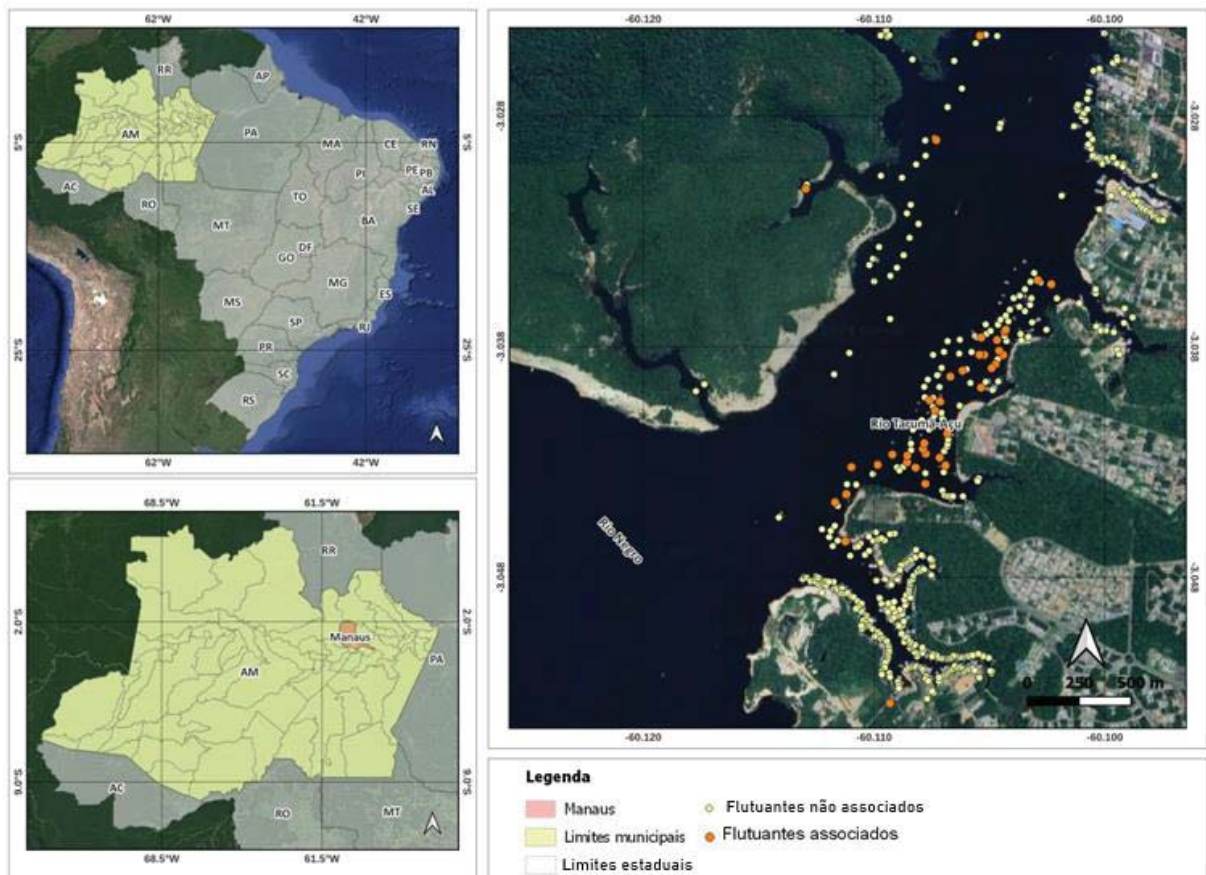 62°W 42°W
RR
AP
AM
PA
MA
CE
RN
5°S
5°S
PI
PE
PB
AC
AL
TO
RO
SE
MT
BA
DF
GO
MG
MS
ES
SP
RJ
25°S
25°S
PR
SC
RS
62°W 42°W
68.5°W 61.5°W
RR
2.0°S
2.0°S
Manaus
PA
AM
9.0°S
9.0°S
AC
RO
MT
68.5°W 61.5°W
-60.120 -60.110 -60.100
-3.028
-3.028
-3.038
-3.038
Rio Tarumã-Açu
Rio Negro
-3.048
-3.048
0 250 500 m
-60.120 -60.110 -60.100
Legenda
Manaus
Limites municipais
Limites estaduais
Flutuantes não associados
Flutuantes associados